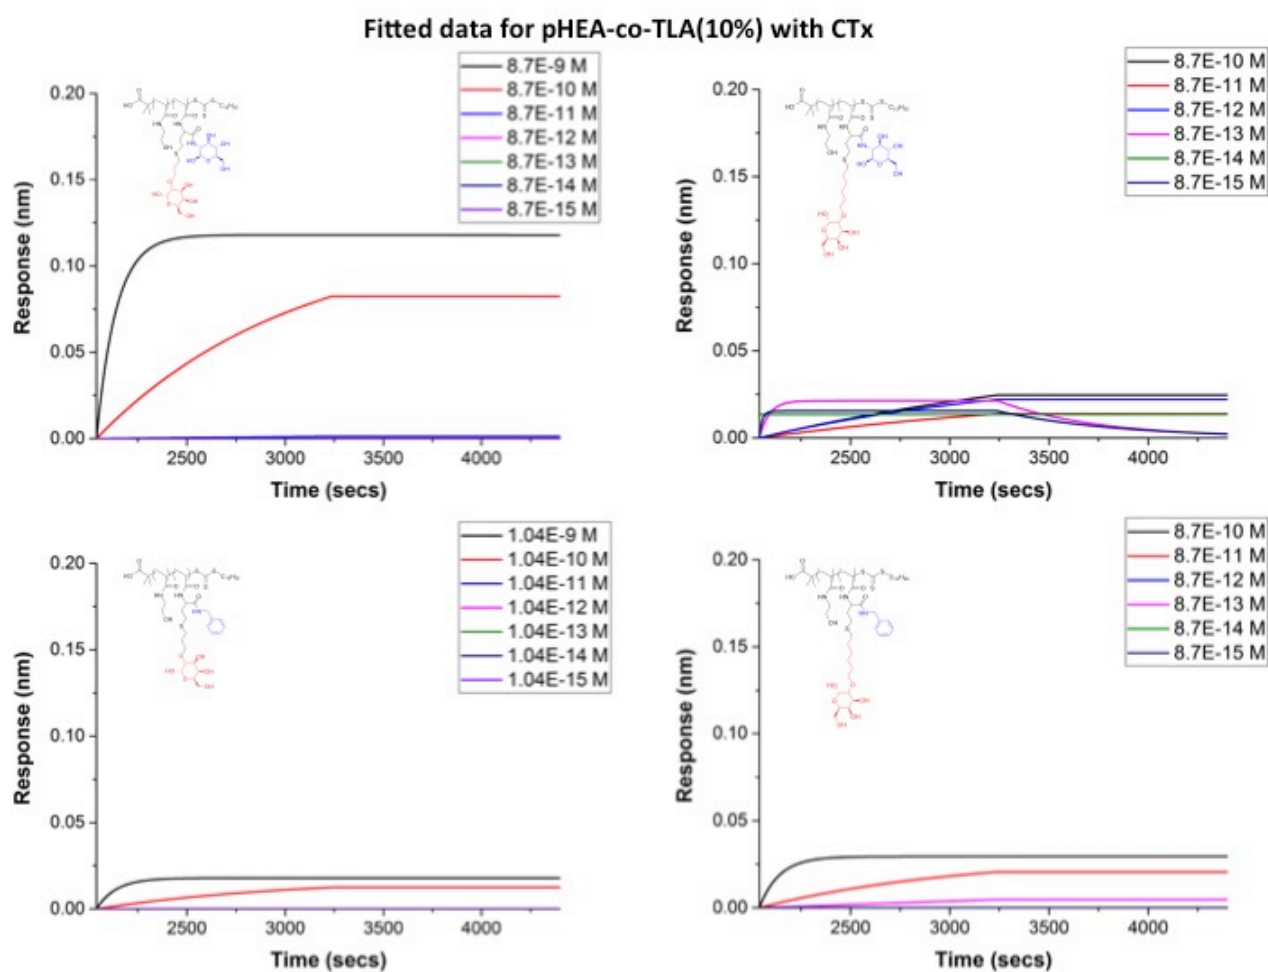 Fitted data for pHEA-co-TLA(10%) with CTx
8.7E-9 M
8.7E-10 M
8.7E-11 M
8.7E-12 M
8.7E-13 M
8.7E-14 M
8.7E-15 M
0.20
0.15
0.10
0.05
0.00
Response (nm)
2500 3000 3500 4000
Time (secs)
8.7E-10 M
8.7E-11 M
8.7E-12 M
8.7E-13 M
8.7E-14 M
8.7E-15 M
0.20
0.15
0.10
0.05
0.00
Response (nm)
2500 3000 3500 4000
Time (secs)
1.04E-9 M
1.04E-10 M
1.04E-11 M
1.04E-12 M
1.04E-13 M
1.04E-14 M
1.04E-15 M
0.20
0.15
0.10
0.05
0.00
Response (nm)
2500 3000 3500 4000
Time (secs)
8.7E-10 M
8.7E-11 M
8.7E-12 M
8.7E-13 M
8.7E-14 M
8.7E-15 M
0.20
0.15
0.10
0.05
0.00
Response (nm)
2500 3000 3500 4000
Time (secs)